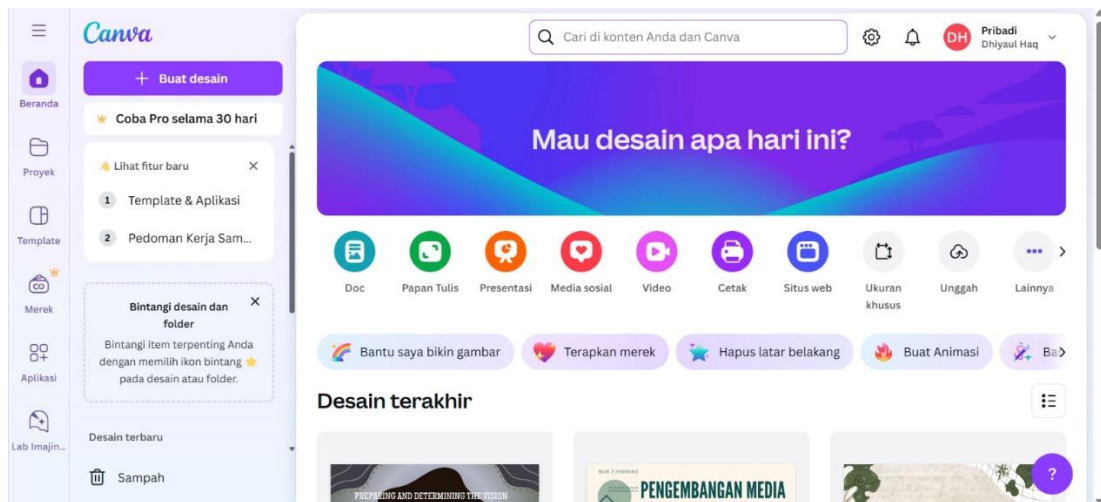 Canva
Cari di konten Anda dan Canva
DH
Pribadi
Dhiyaul Haq
Beranda
Proyek
Template
Merek
Aplikasi
Lab Imajin...
+ Buat desain
Coba Pro selama 30 hari
Lihat fitur baru
1 Template & Aplikasi
2 Pedoman Kerja Sam...
Bintangi desain dan
folder
Bintangi item terpenting Anda
dengan memilih ikon bintang
pada desain atau folder.
Desain terbaru
Sampah
Mau desain apa hari ini?
Doc
Papan Tulis
Presentasi
Media sosial
Video
Cetak
Situs web
Ukuran
khusus
Unggah
Lainnya
Bantu saya bikin gambar
Terapkan merek
Hapus latar belakang
Buat Animasi
Ba
Desain terakhir
PREPARING AND DETERMINING THE VISION
PENGEMBANGAN MEDIA
?